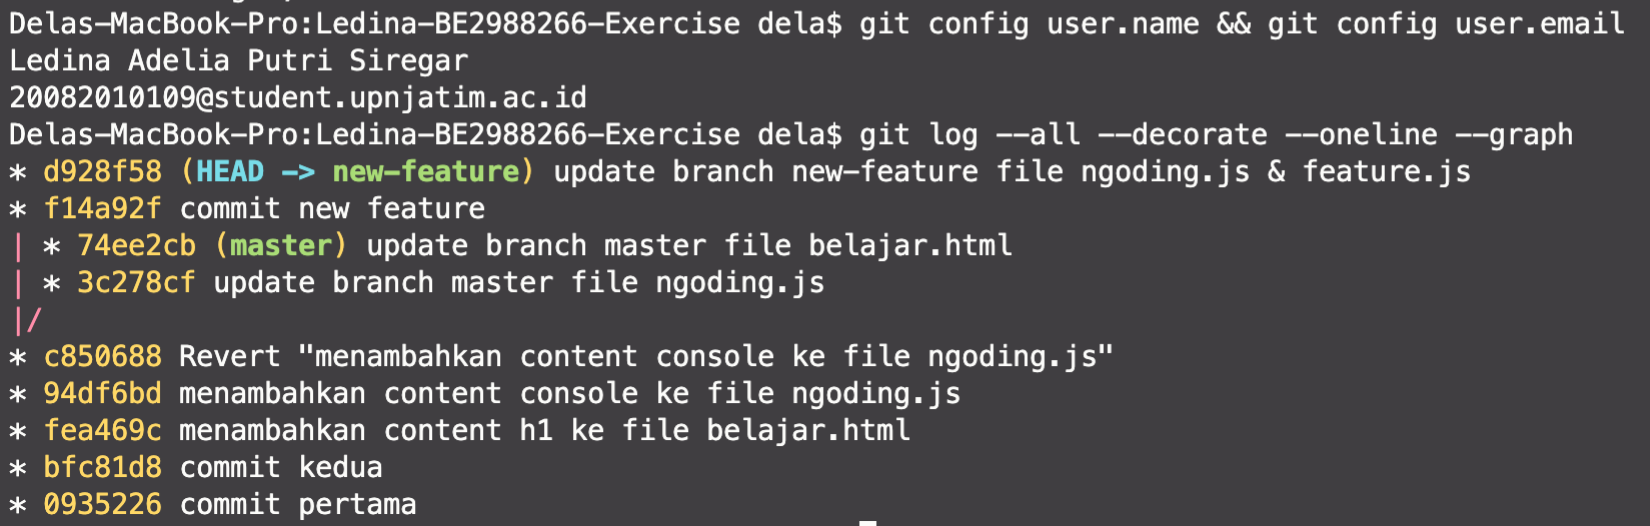 Delas-MacBook-Pro:Ledina-BE2988266-Exercise dela$ git config user.name && git config user.email
Ledina Adelia Putri Siregar
20082010109@student.upnjatim.ac.id
Delas-MacBook-Pro:Ledina-BE2988266-Exercise dela$ git log --all --decorate --oneline --graph
* d928f58 (HEAD -> new-feature) update branch new-feature file ngoding.js & feature.js
* f14a92f commit new feature
| * 74ee2cb (master) update branch master file belajar.html
| * 3c278cf update branch master file ngoding.js
|/
* c850688 Revert "menambahkan content console ke file ngoding.js"
* 94df6bd menambahkan content console ke file ngoding.js
* fea469c menambahkan content h1 ke file belajar.html
* bfc81d8 commit kedua
* 0935226 commit pertama